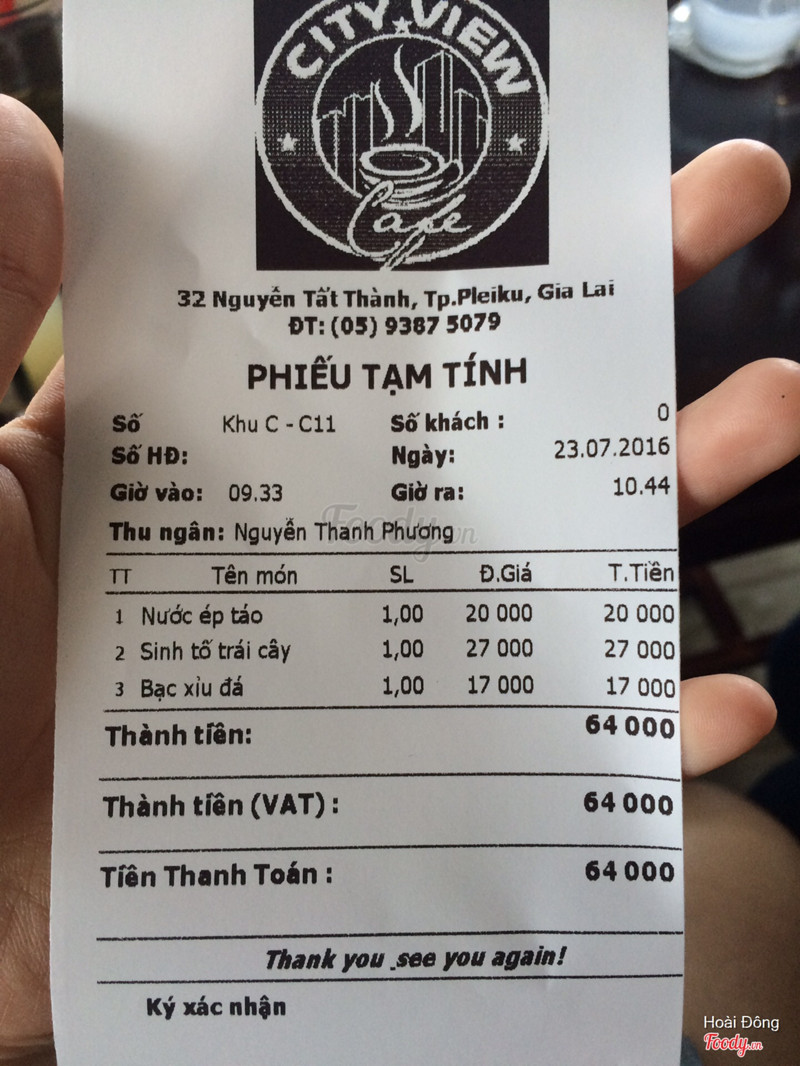 CITY VIEW
Cafe
32 Nguyễn Tất Thành, Tp.Pleiku, Gia Lai
ĐT: (05) 9387 5079
PHIẾU TẠM TÍNH
Số Khu C - C11 Số khách : 0
Số HĐ: Ngày: 23.07.2016
Giờ vào: 09.33 Giờ ra: 10.44
Thu ngân: Nguyễn Thanh Phương
Foody.vn
TT Tên món SL Đ.Giá T.Tiền
1 Nước ép táo 1,00 20 000 20 000
2 Sinh tố trái cây 1,00 27 000 27 000
3 Bạc xìu đá 1,00 17 000 17 000
Thành tiền: 64 000
Thành tiền (VAT) : 64 000
Tiền Thanh Toán : 64 000
Thank you .see you again!
Ký xác nhận
Hoài Đông
Foody.vn